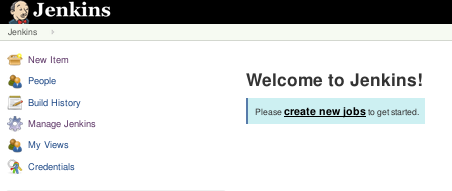 Jenkins
Jenkins
New Item
People
Build History
Manage Jenkins
My Views
Credentials
Welcome to Jenkins!
Please create new jobs to get started.